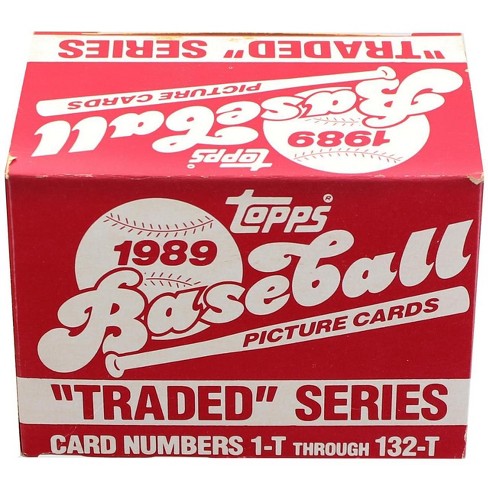 "TRADED" SERIES
PICTURE CARDS
Baseball
1989
topps
topps®
1989
Baseball
PICTURE CARDS
"TRADED" SERIES
CARD NUMBERS 1-T THROUGH 132-T